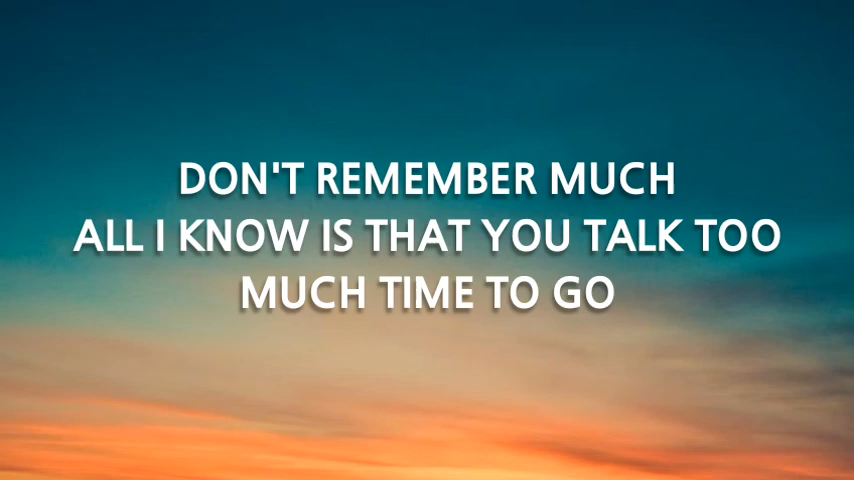 DON'T REMEMBER MUCH
ALL I KNOW IS THAT YOU TALK TOO
MUCH TIME TO GO